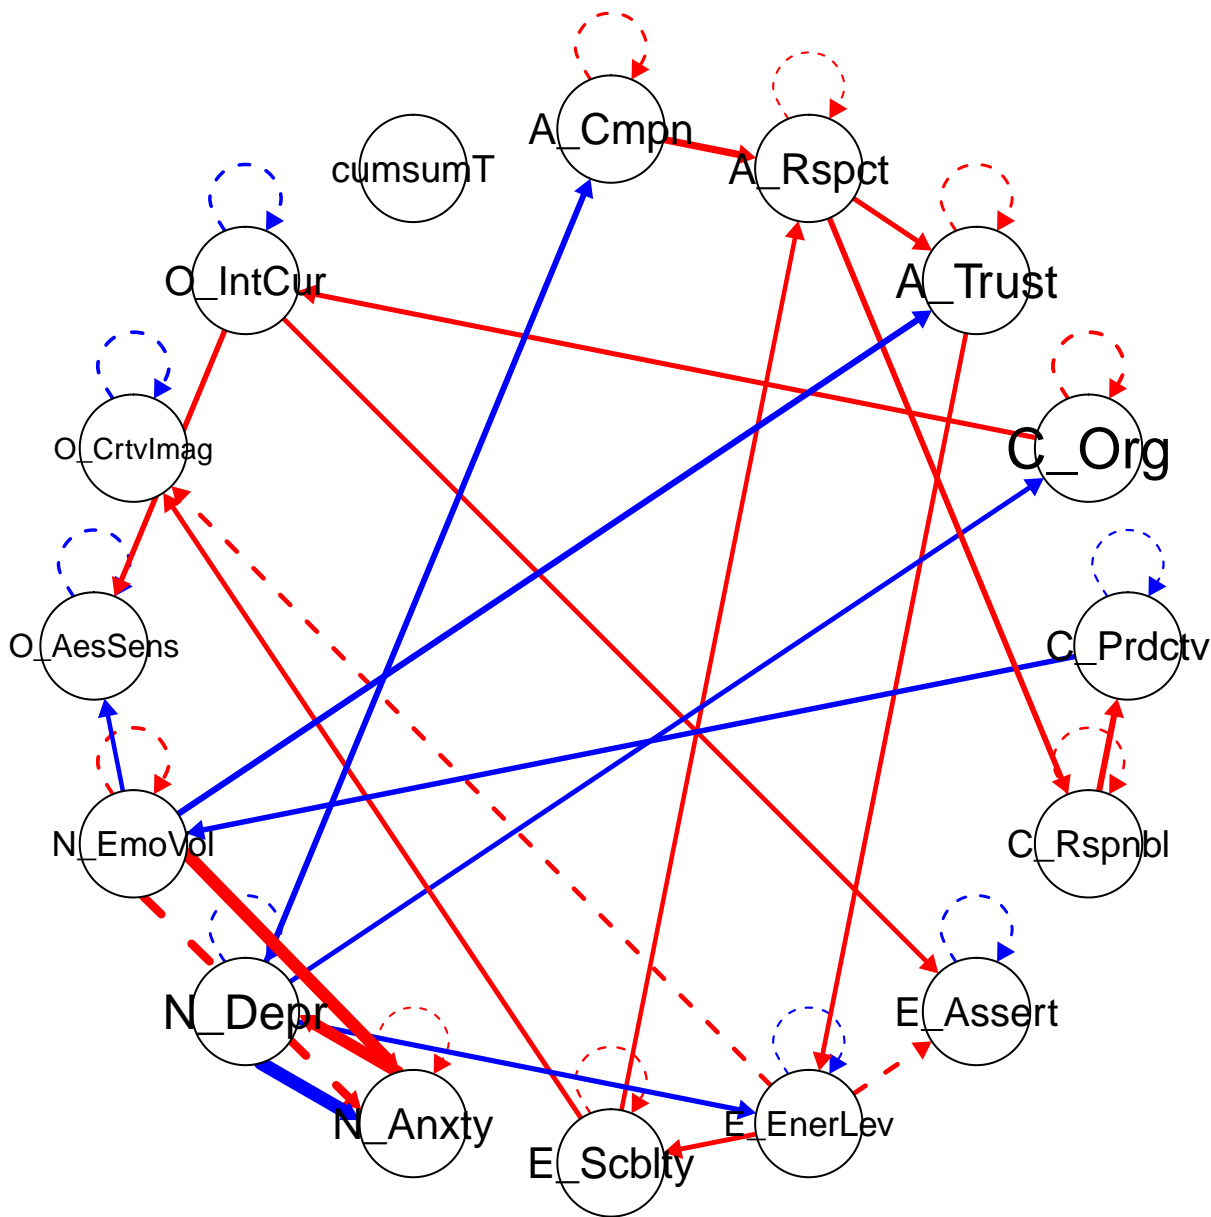 A_Cmpn
A_Rspct
cumsumT
A_Trust
O_IntCur
O_CrtvImag
C_Org
O_AesSens
C_Prdctv
N_EmoVol
C_Rspnbl
N_Depr
E_Assert
N_Anxty
E_EnerLev
E_Scblty